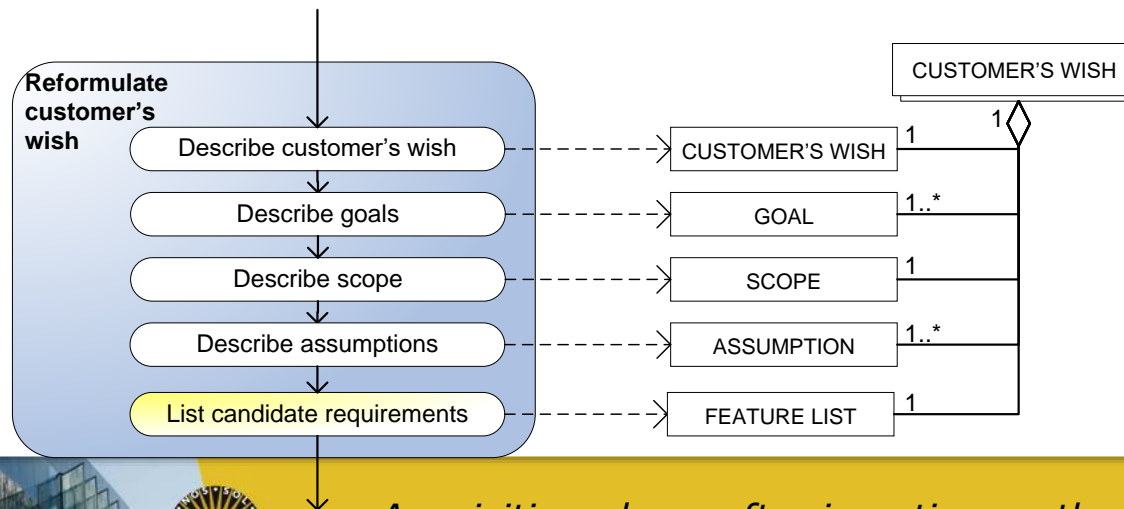 Reformulate
customer's
wish
Describe customer's wish
Describe goals
Describe scope
Describe assumptions
List candidate requirements
CUSTOMER'S WISH
1
CUSTOMER'S WISH
1
GOAL
1..*
SCOPE
1
ASSUMPTION
1..*
FEATURE LIST
1